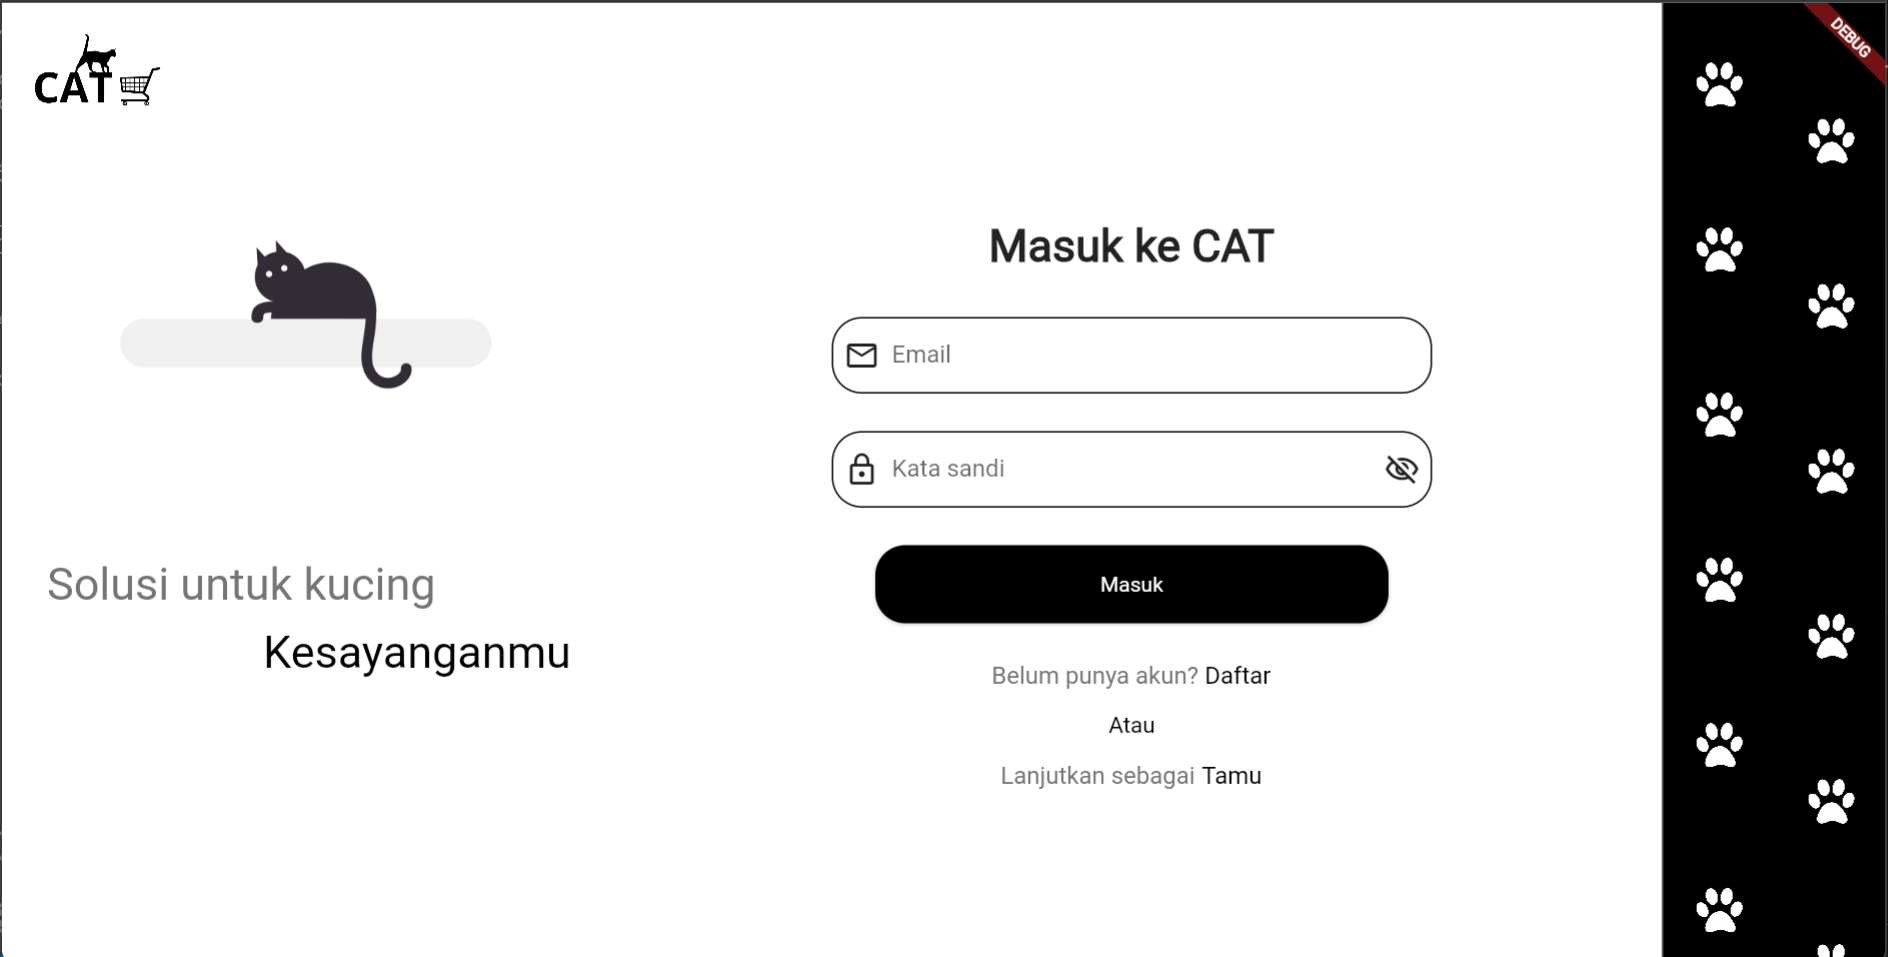 CAT
DEBUG
Masuk ke CAT
Email
Kata sandi
Masuk
Solusi untuk kucing
Kesayanganmu
Belum punya akun? Daftar
Atau
Lanjutkan sebagai Tamu